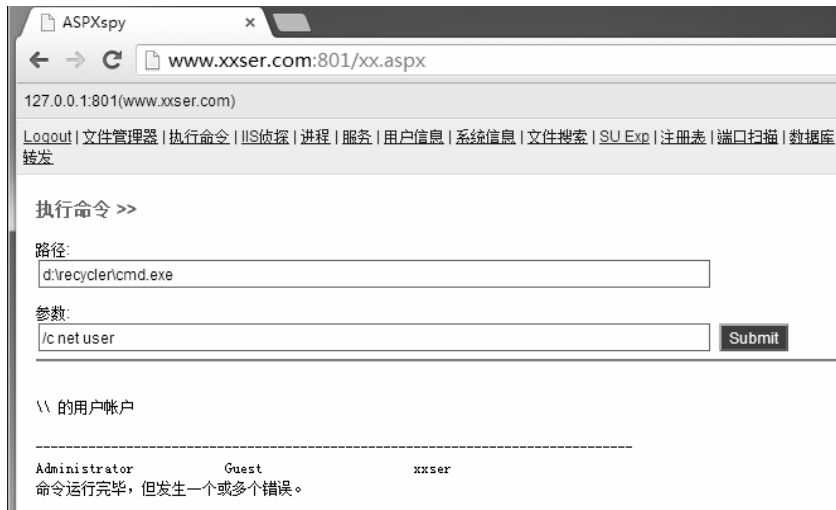 ASPXspy
www.xxser.com:801/xx.aspx
127.0.0.1:801(www.xxser.com)
Logout | 文件管理器 | 执行命令 | IIS侦探 | 进程 | 服务 | 用户信息 | 系统信息 | 文件搜索 | SU Exp | 注册表 | 端口扫描 | 数据库
转发
执行命令 >>
路径:
d:\recycler\cmd.exe
参数:
/c net user
Submit
\\ 的用户帐户
-------------------------------------------------------------------------------
Administrator Guest xxser
命令运行完毕，但发生一个或多个错误。